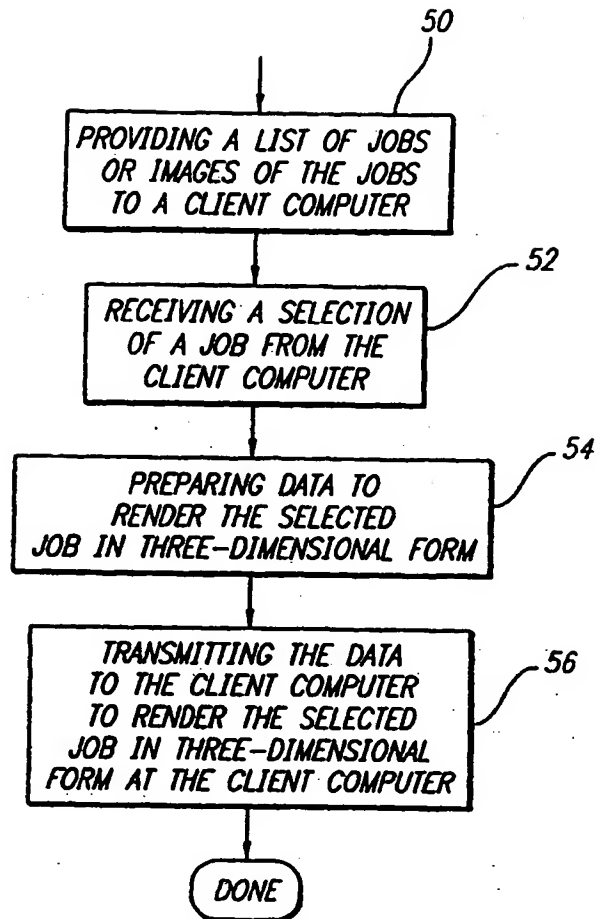 50
PROVIDING A LIST OF JOBS
OR IMAGES OF THE JOBS
TO A CLIENT COMPUTER
52
RECEIVING A SELECTION
OF A JOB FROM THE
CLIENT COMPUTER
54
PREPARING DATA TO
RENDER THE SELECTED
JOB IN THREE-DIMENSIONAL FORM
56
TRANSMITTING THE DATA
TO THE CLIENT COMPUTER
TO RENDER THE SELECTED
JOB IN THREE-DIMENSIONAL
FORM AT THE CLIENT COMPUTER
DONE